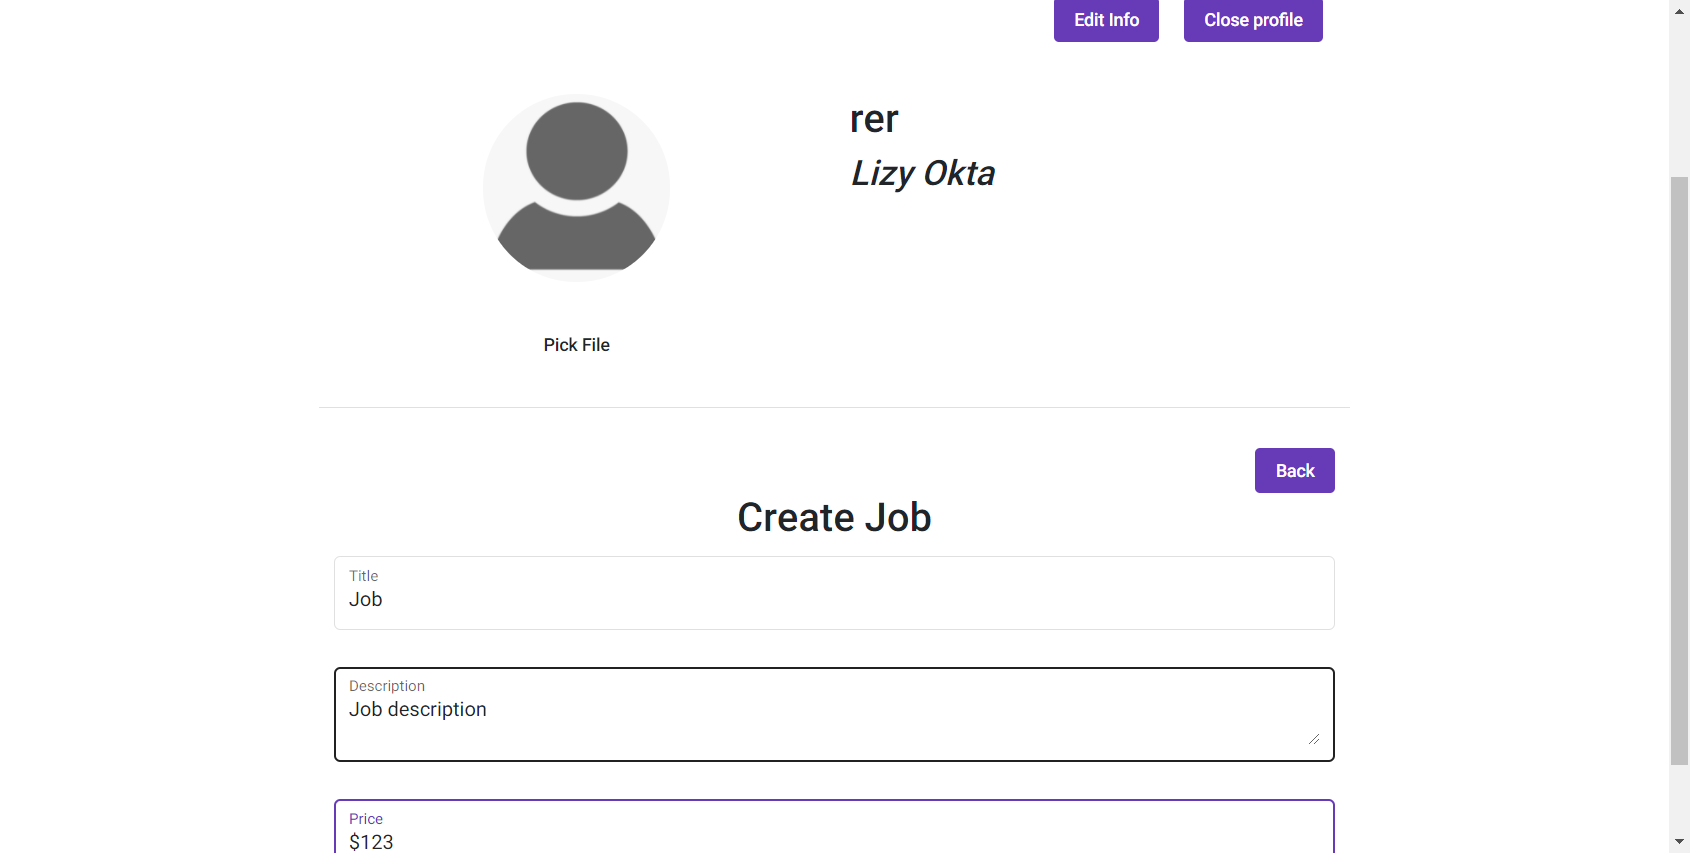 Edit Info
Close profile
rer
Lizy Okta
Pick File
Back
Create Job
Title
Job
Description
Job description
Price
$123